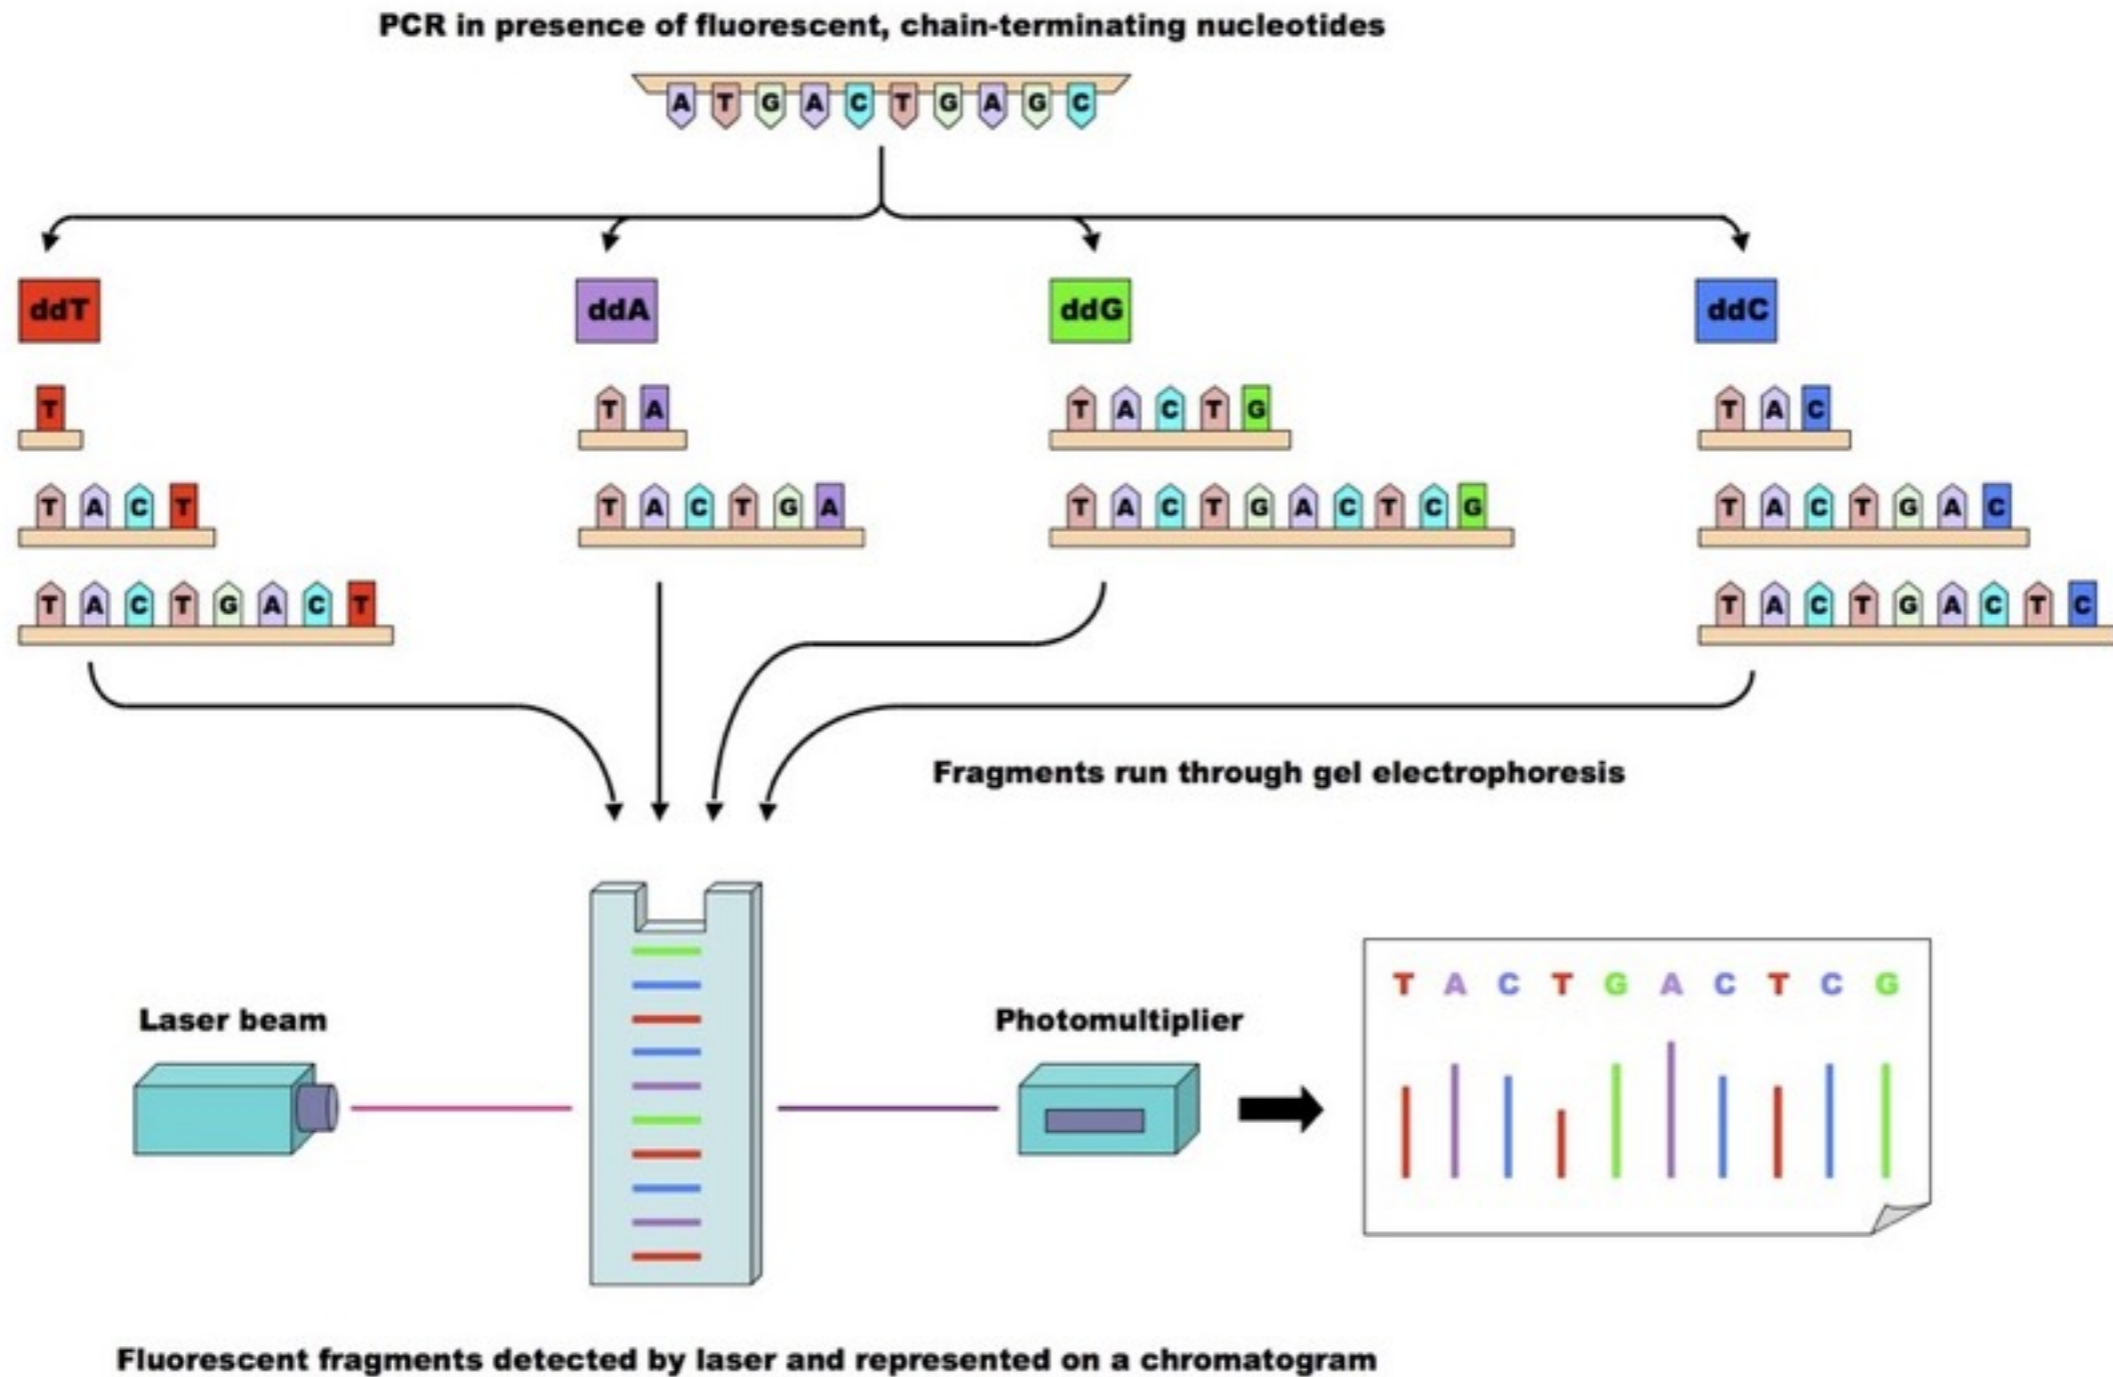 PCR in presence of fluorescent, chain-terminating nucleotides
A T G A C T G A G C
ddT ddA ddG ddC
T
T A
T A C T G
T A C
T A C T
T A C T G A
T A C T G A C T C G
T A C T G A C
T A C T G A C T
T A C T G A C T C
Fragments run through gel electrophoresis
Laser beam
Photomultiplier
T A C T G A C T C G
Fluorescent fragments detected by laser and represented on a chromatogram